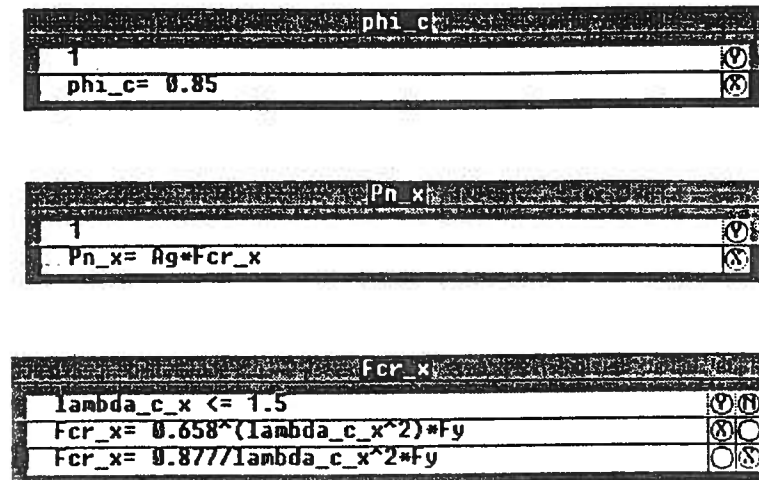 phi_c
1 Y
phi_c= 0.85 X
Pn_x
1 Y
Pn_x= Ag*Fcr_x X
Fcr_x
lambda_c_x <= 1.5 Y N
Fcr_x= 0.658^(lambda_c_x^2)*Fy X
Fcr_x= 0.877/lambda_c_x^2*Fy X